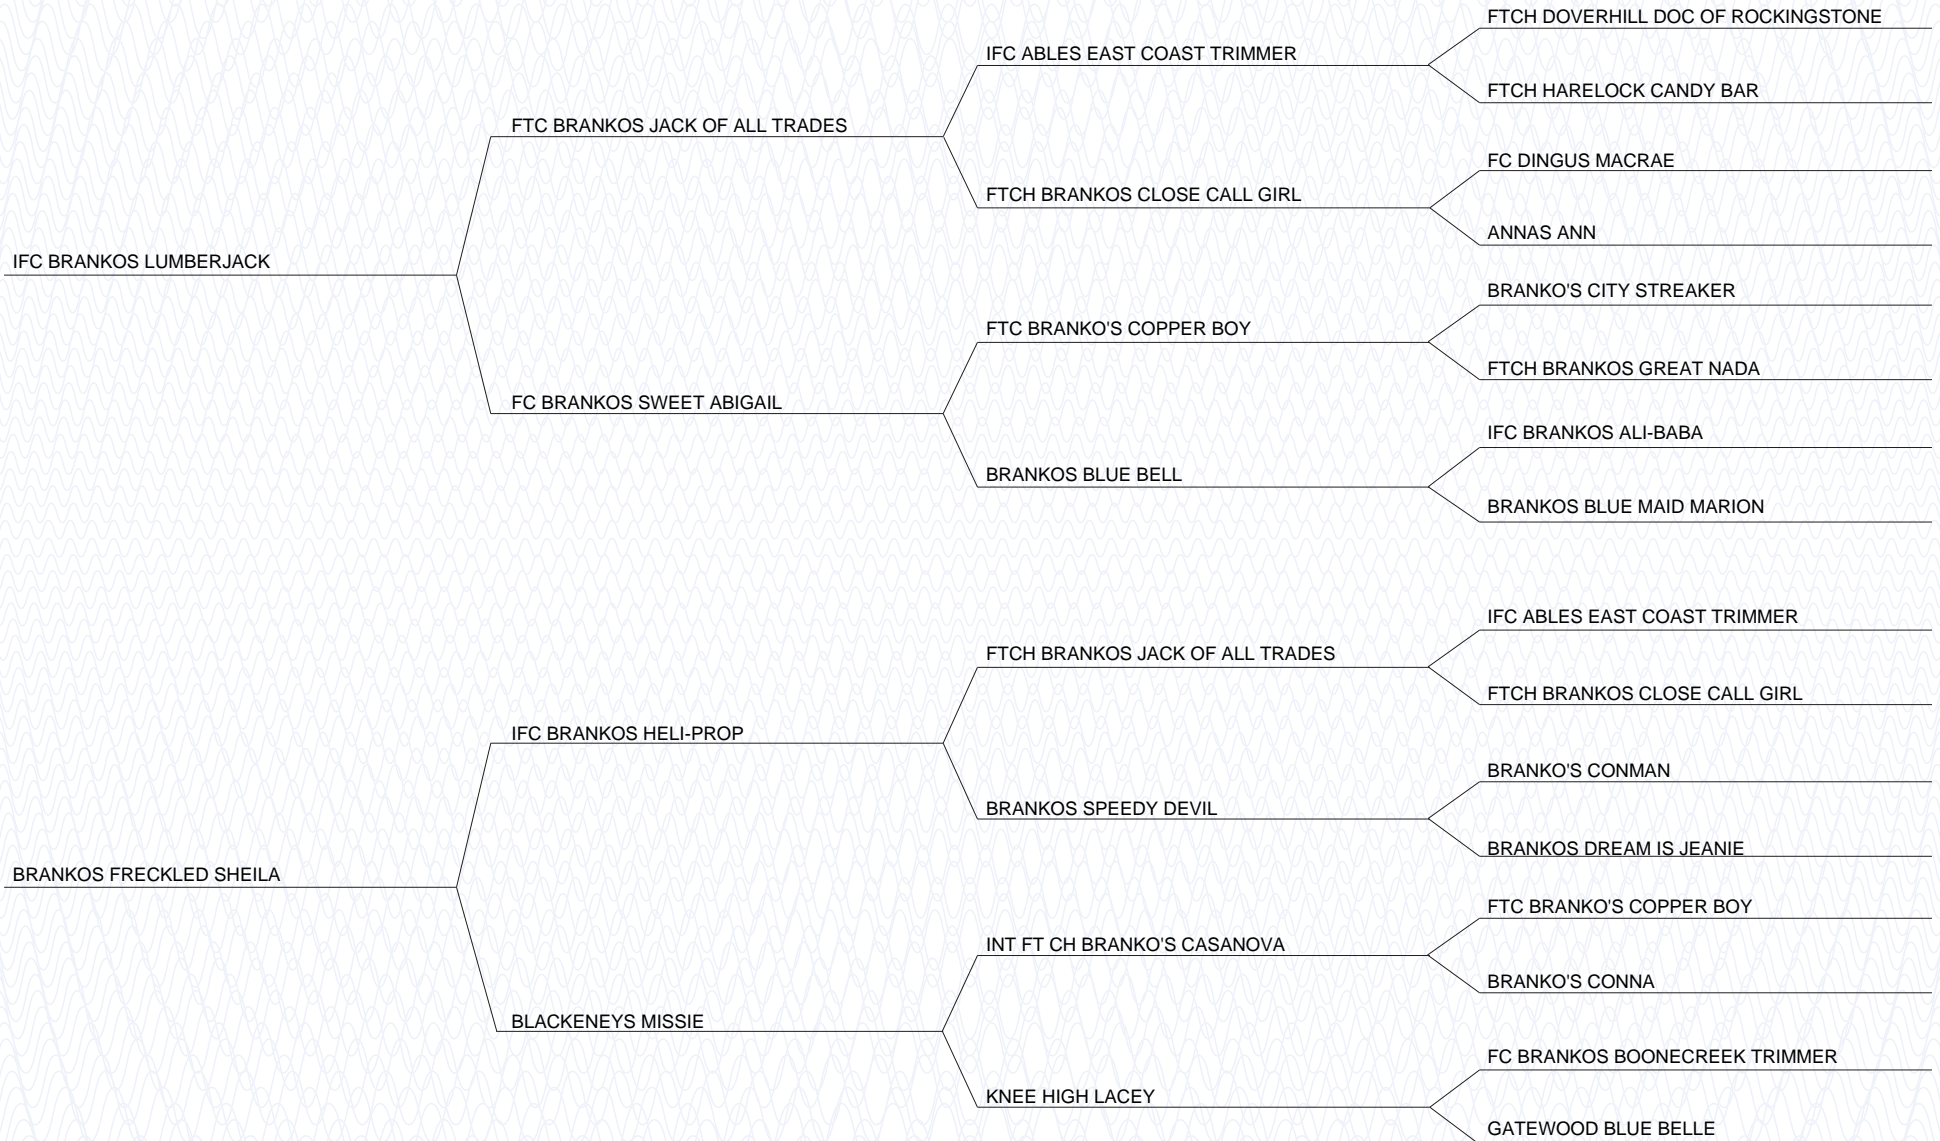 FTCH DOVERHILL DOC OF ROCKINGSTONE
IFC ABLES EAST COAST TRIMMER
FTCH HARELOCK CANDY BAR
FTC BRANKOS JACK OF ALL TRADES
FC DINGUS MACRAE
FTCH BRANKOS CLOSE CALL GIRL
ANNAS ANN
IFC BRANKOS LUMBERJACK
BRANKO'S CITY STREAKER
FTC BRANKO'S COPPER BOY
FTCH BRANKOS GREAT NADA
FC BRANKOS SWEET ABIGAIL
IFC BRANKOS ALI-BABA
BRANKOS BLUE BELL
BRANKOS BLUE MAID MARION
IFC ABLES EAST COAST TRIMMER
FTCH BRANKOS JACK OF ALL TRADES
FTCH BRANKOS CLOSE CALL GIRL
IFC BRANKOS HELI-PROP
BRANKO'S CONMAN
BRANKOS SPEEDY DEVIL
BRANKOS DREAM IS JEANIE
BRANKOS FRECKLED SHEILA
FTC BRANKO'S COPPER BOY
INT FT CH BRANKO'S CASANOVA
BRANKO'S CONNA
BLACKENEYS MISSIE
FC BRANKOS BOONECREEK TRIMMER
KNEE HIGH LACEY
GATEWOOD BLUE BELLE